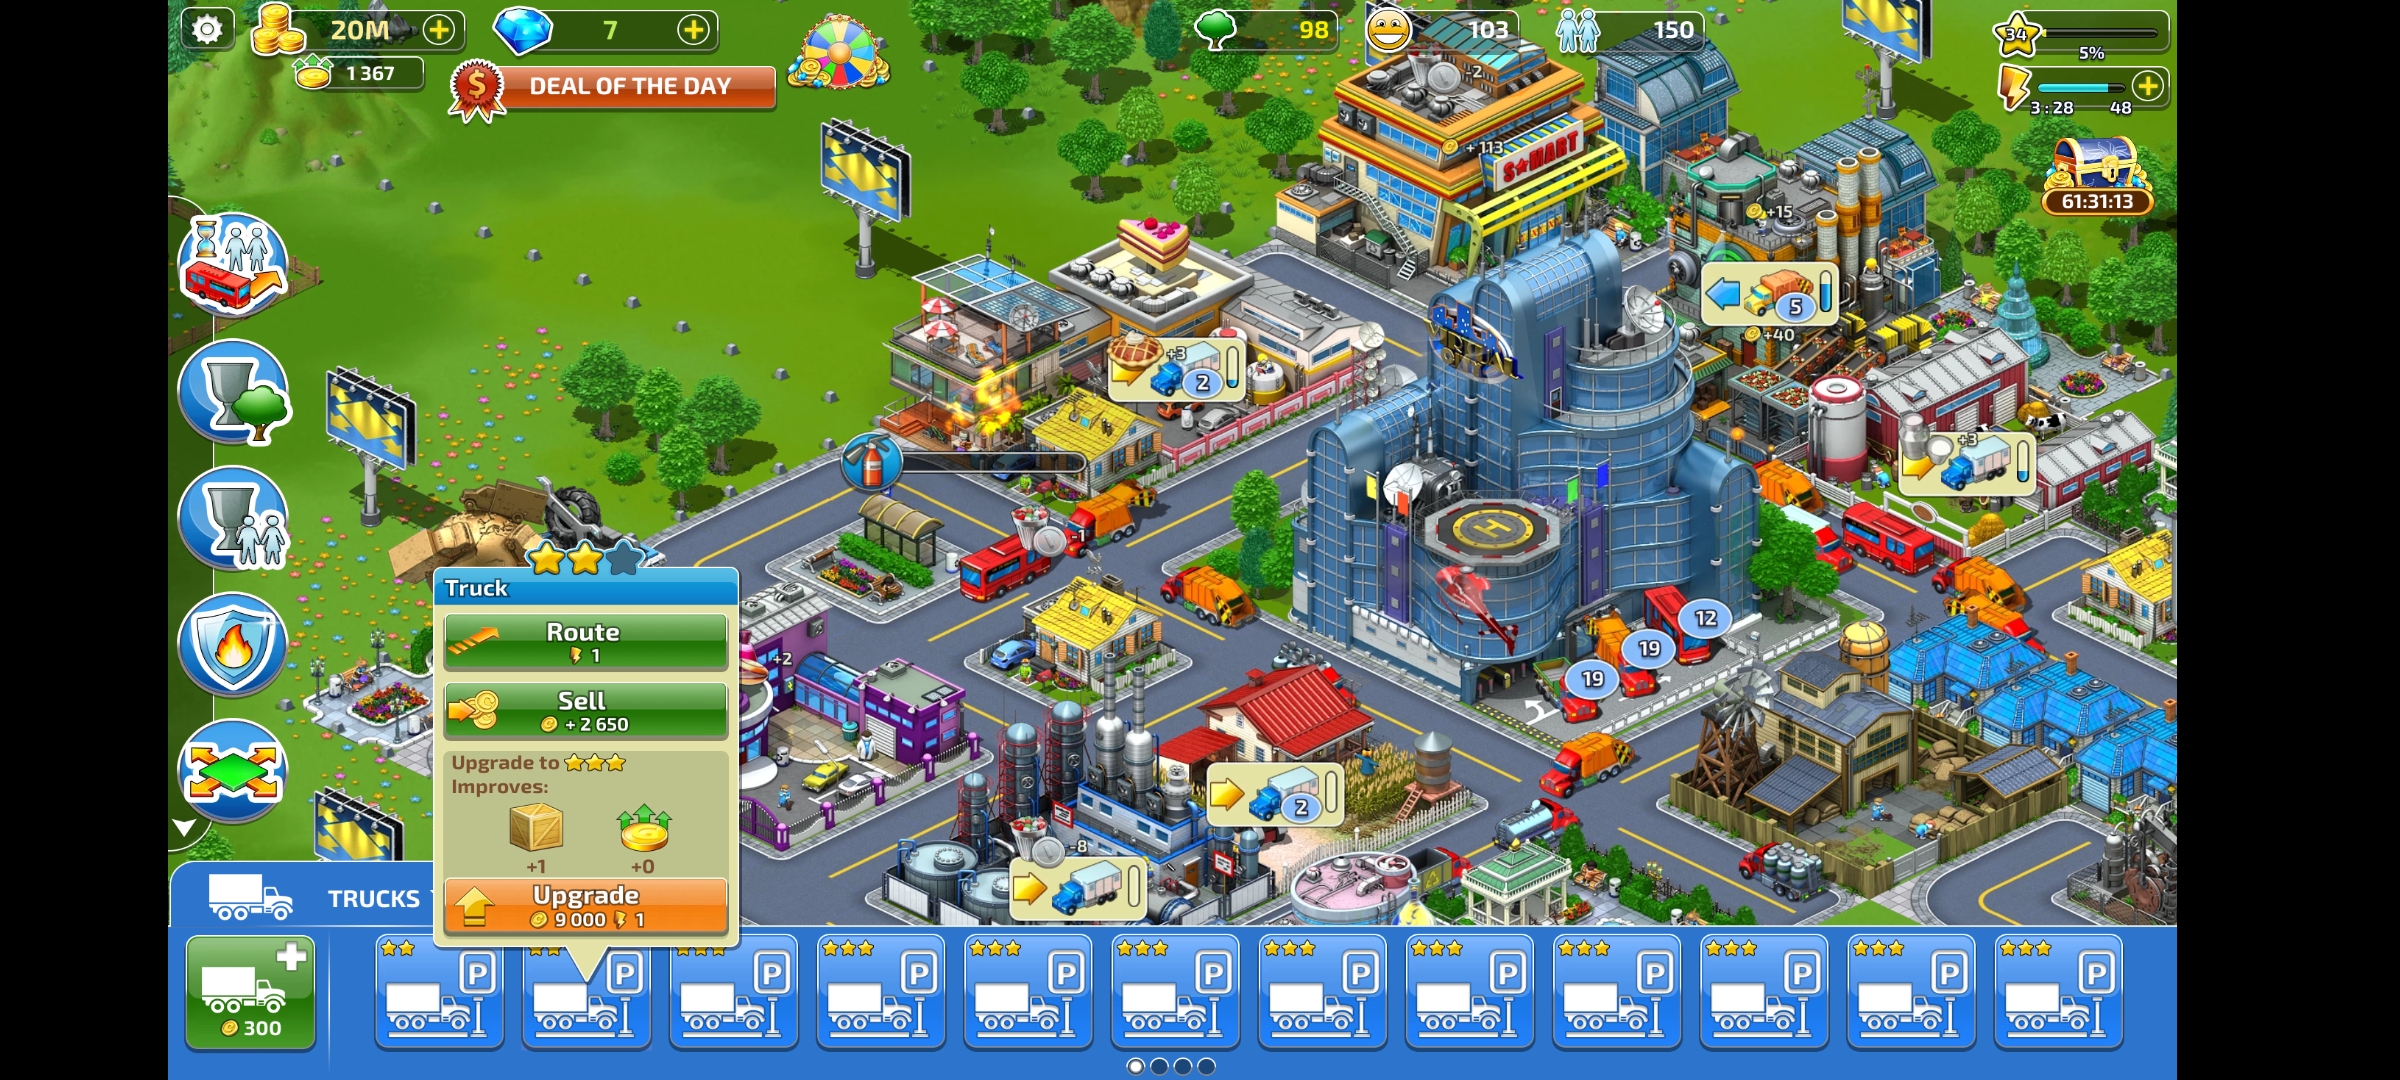 20M
7
98
103
150
34
5%
1 367
DEAL OF THE DAY
3:28
48
-2
S★MART
+ 113
61:31:13
+15
5
+40
+3
2
+3
-1
12
19
19
Truck
Route
1
+2
Sell
+ 2 650
Upgrade to
Improves:
2
-8
+1
+0
TRUCKS
Upgrade
9 000 1
P
P
P
P
P
P
P
P
P
P
P
P
300
H